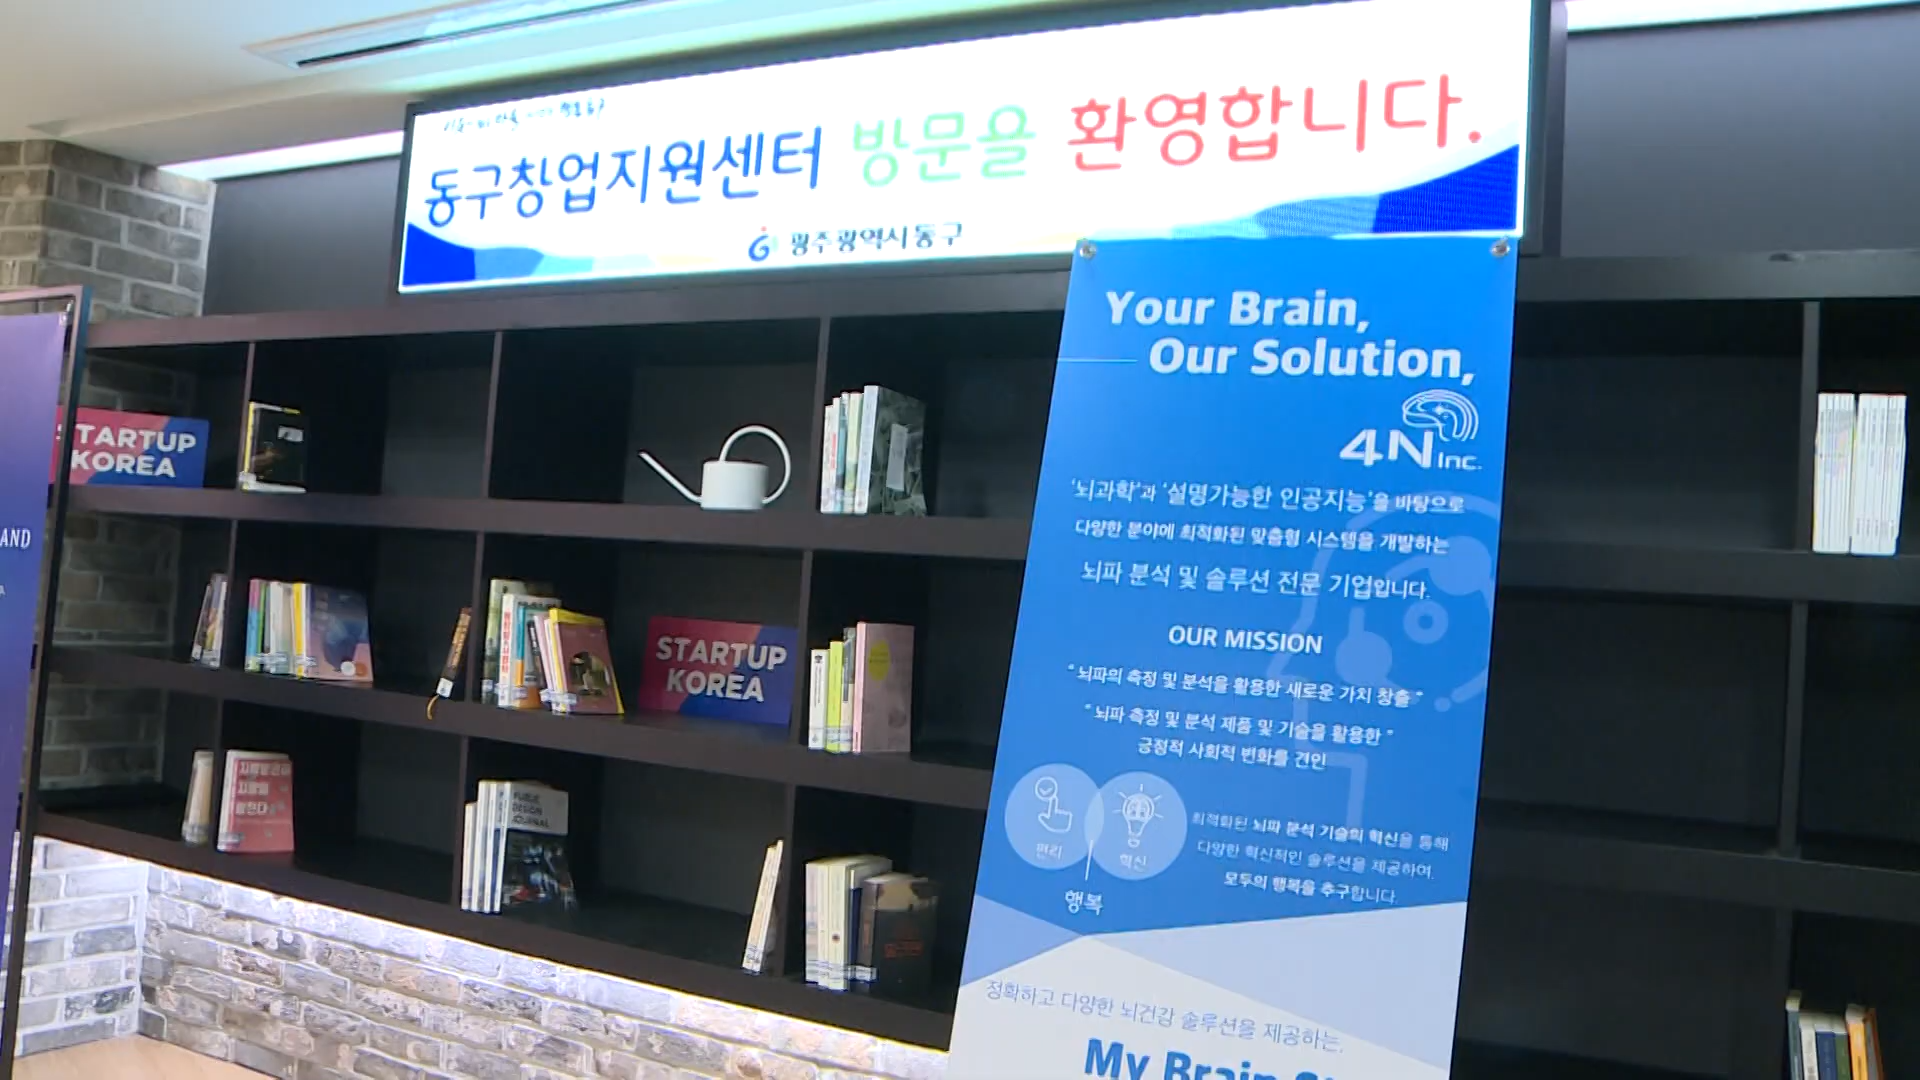 동구창업지원센터 방문을 환영합니다.
광주광역시 동구
Your Brain,
Our Solution,
4N Inc.
'뇌과학'과 '설명가능한 인공지능'을 바탕으로
다양한 분야에 최적화된 맞춤형 시스템을 개발하는
뇌파 분석 및 솔루션 전문 기업입니다.
OUR MISSION
" 뇌파의 측정 및 분석을 활용한 새로운 가치 창출 "
" 뇌파 측정 및 분석 제품 및 기술을 활용한 "
긍정적 사회적 변화를 견인
편리
혁신
행복
최적화된 뇌파 분석 기술의 혁신을 통해
다양한 혁신적인 솔루션을 제공하며,
모두의 행복을 추구합니다.
정확하고 다양한 뇌건강 솔루션을 제공하는,
My Brain
STARTUP
KOREA
STARTUP
KOREA
AND
PUBLIC
DESIGN
JOURNAL